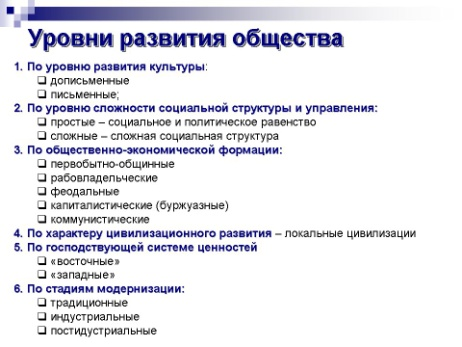 Уровни развития общества
1. По уровню развития культуры:
❑ дописьменные
❑ письменные;
2. По уровню сложности социальной структуры и управления:
❑ простые – социальное и политическое равенство
❑ сложные – сложная социальная структура
3. По общественно-экономической формации:
❑ первобытно-общинные
❑ рабовладельческие
❑ феодальные
❑ капиталистические (буржуазные)
❑ коммунистические
4. По характеру цивилизационного развития – локальные цивилизации
5. По господствующей системе ценностей
❑ «восточные»
❑ «западные»
6. По стадиям модернизации:
❑ традиционные
❑ индустриальные
❑ постидустриальные